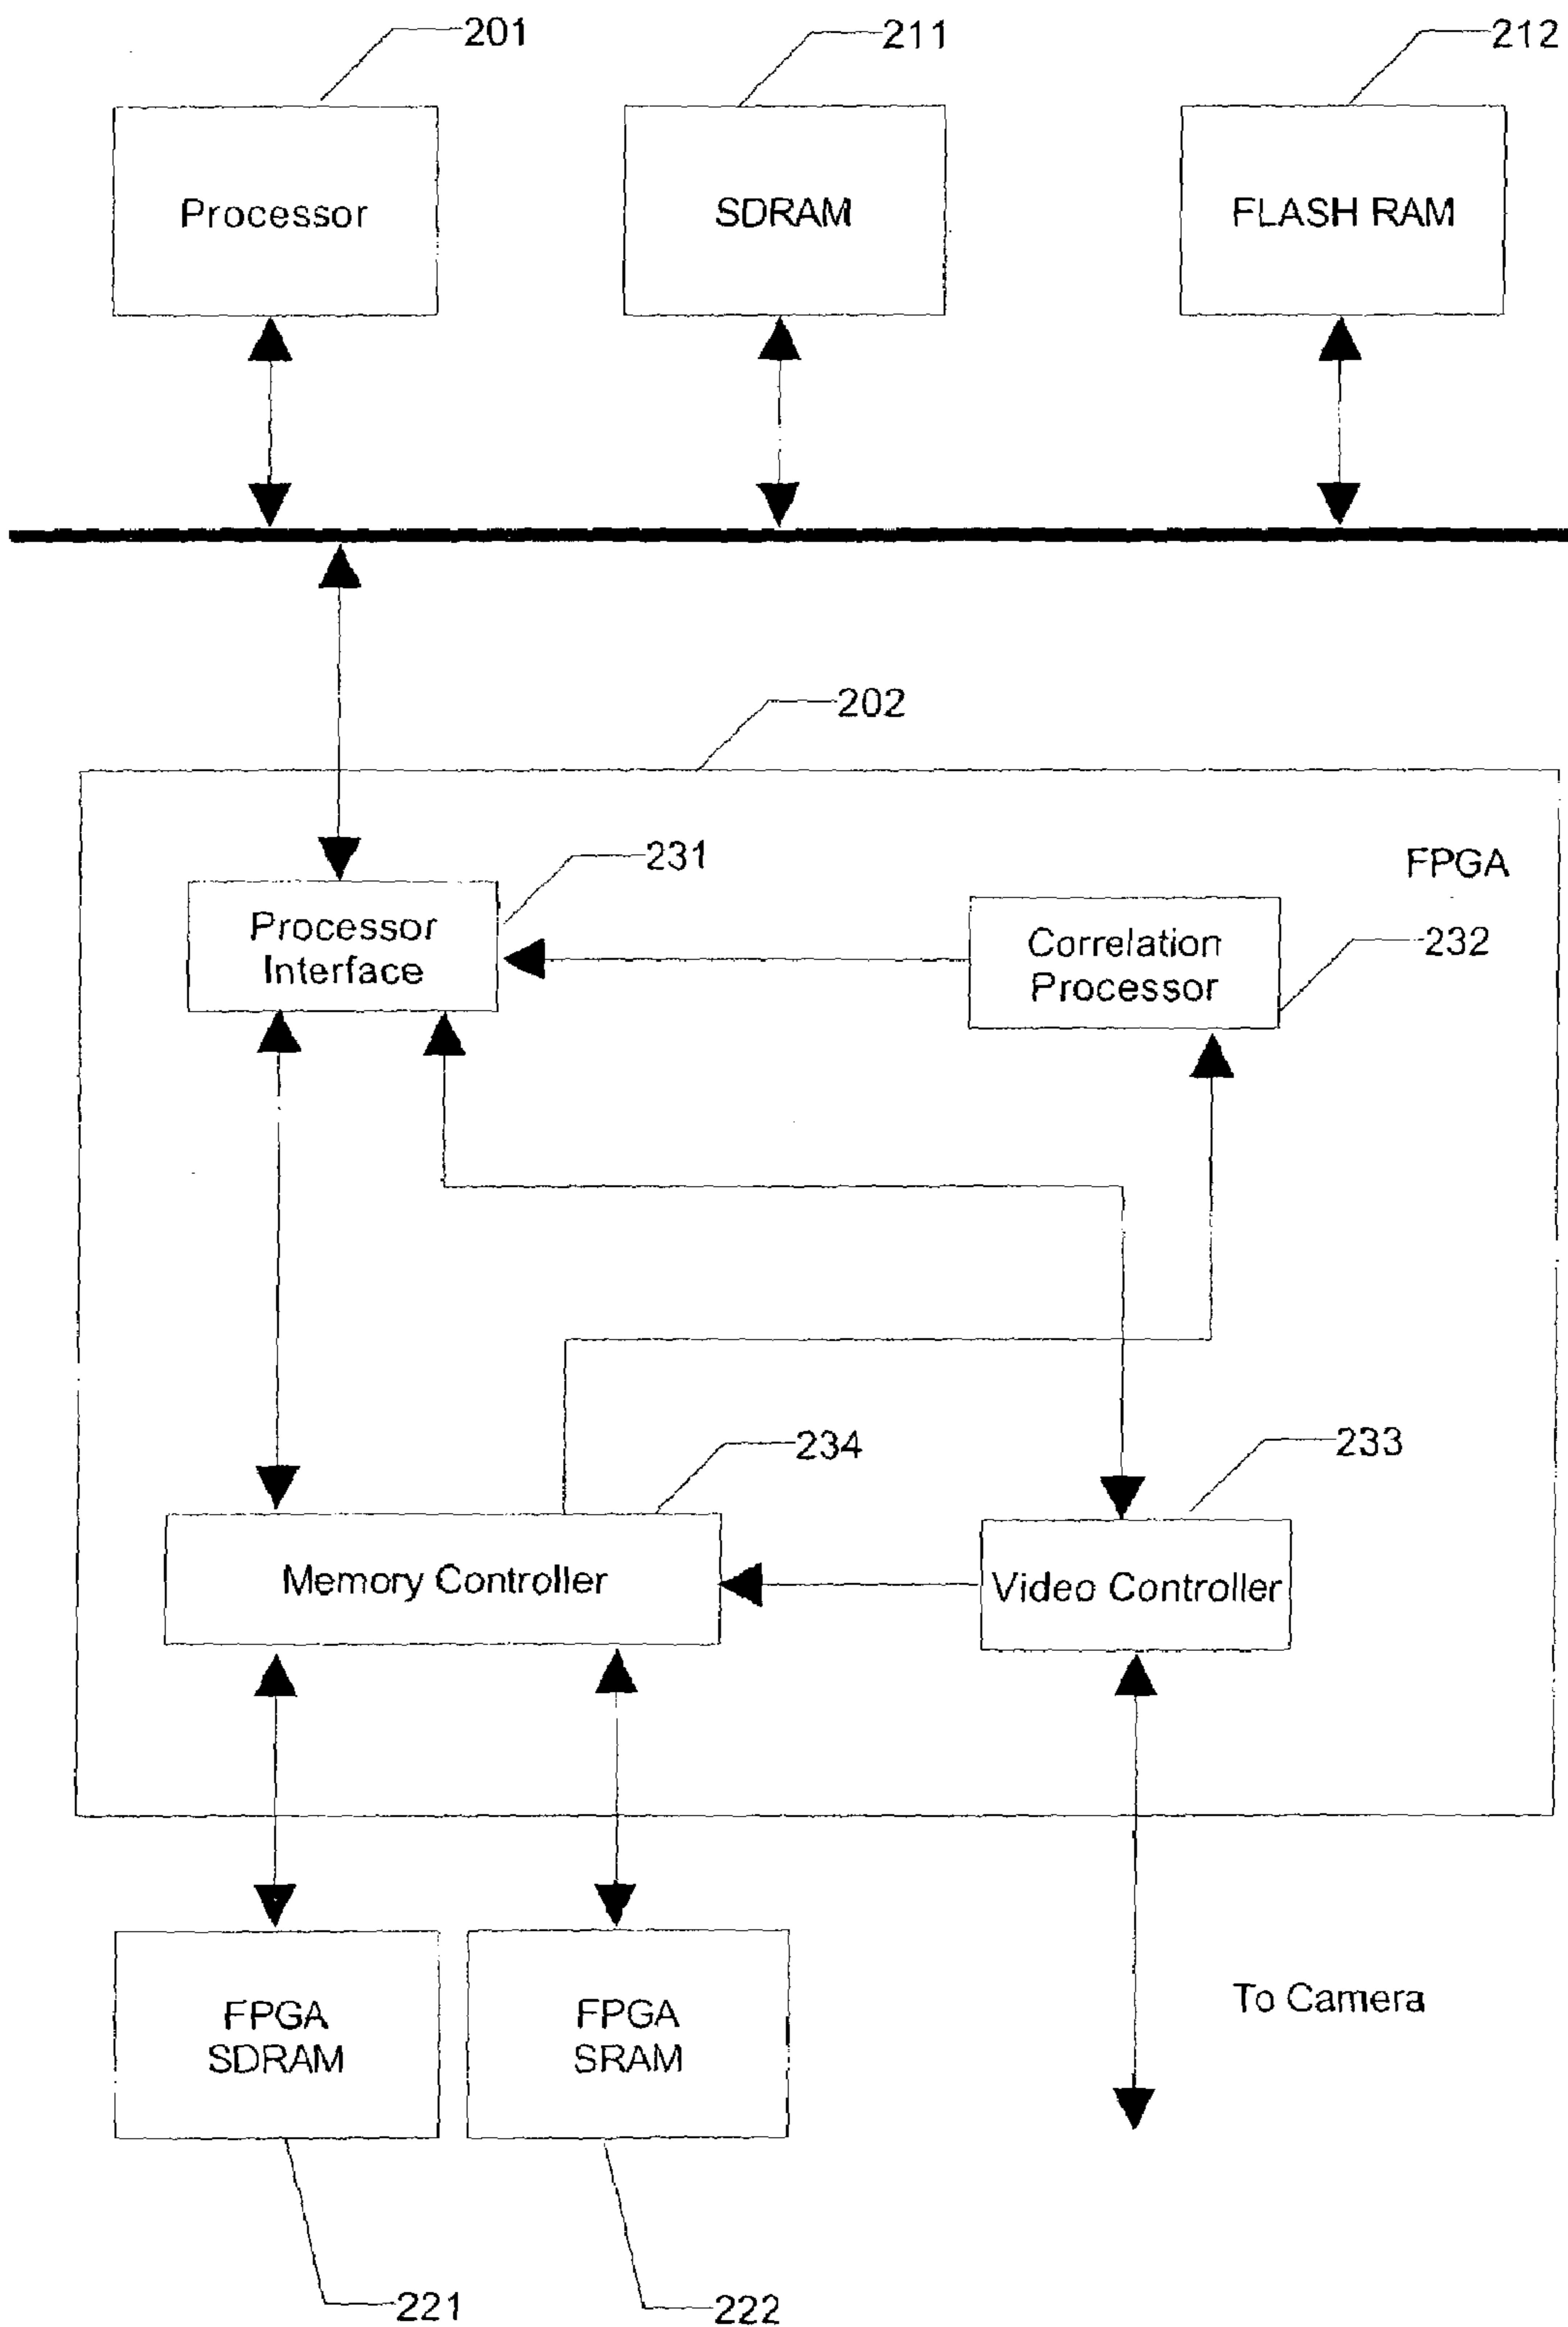 201
211
212
Processor
SDRAM
FLASH RAM
202
FPGA
231
Processor
Interface
Correlation
Processor
232
234
233
Memory Controller
Video Controller
FPGA
SDRAM
FPGA
SRAM
To Camera
221
222